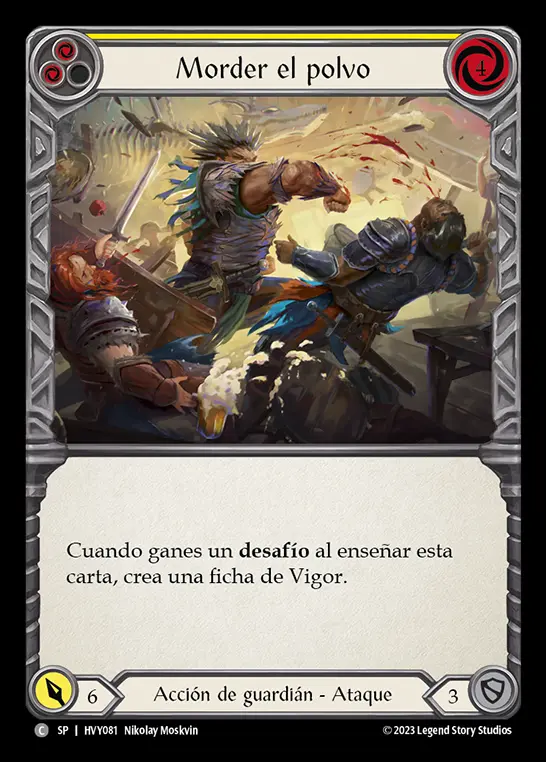 Morder el polvo
4
Cuando ganes un desafío al enseñar esta
carta, crea una ficha de Vigor.
6
Acción de guardián - Ataque
3
C SP | HVY081 Nikolay Moskvin
© 2023 Legend Story Studios